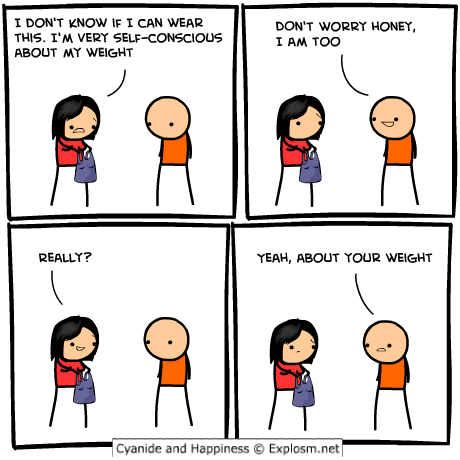 I DON'T KNOW IF I CAN WEAR
THIS. I'M VERY SELF-CONSCIOUS
ABOUT MY WEIGHT
DON'T WORRY HONEY,
I AM TOO
REALLY?
YEAH, ABOUT YOUR WEIGHT
Cyanide and Happiness © Explosm.net